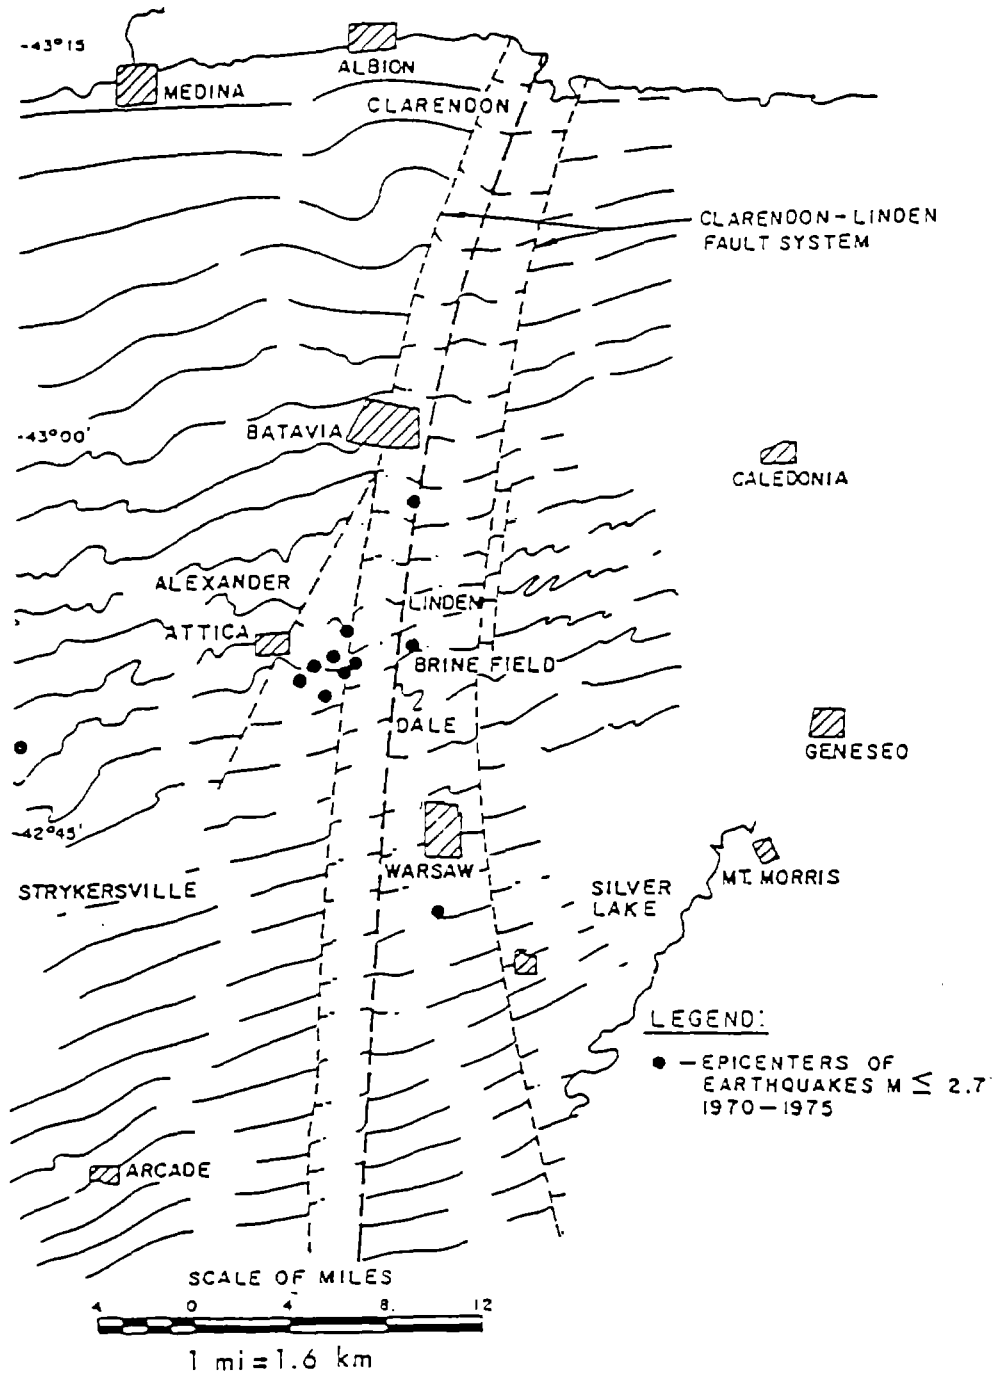 -43°15
ALBION
MEDINA
CLARENDON
CLARENDON-LINDEN
FAULT SYSTEM
-43°00'
BATAVIA
CALEDONIA
ALEXANDER
LINDEN
ATTICA
BRINE FIELD
DALE
GENESEO
-42°45'
WARSAW
MT. MORRIS
STRYKERSVILLE
SILVER
LAKE
LEGEND:
● - EPICENTERS OF
EARTHQUAKES M ≤ 2.7
1970-1975
ARCADE
SCALE OF MILES
4 0 4 8 12
1 mi = 1.6 km